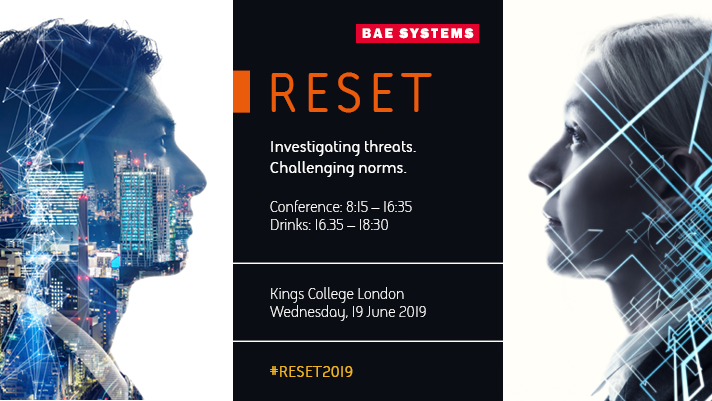 BAE SYSTEMS
RESET
Investigating threats.
Challenging norms.
Conference: 8:15 – 16:35
Drinks: 16.35 – 18:30
Kings College London
Wednesday, 19 June 2019
#RESET2019